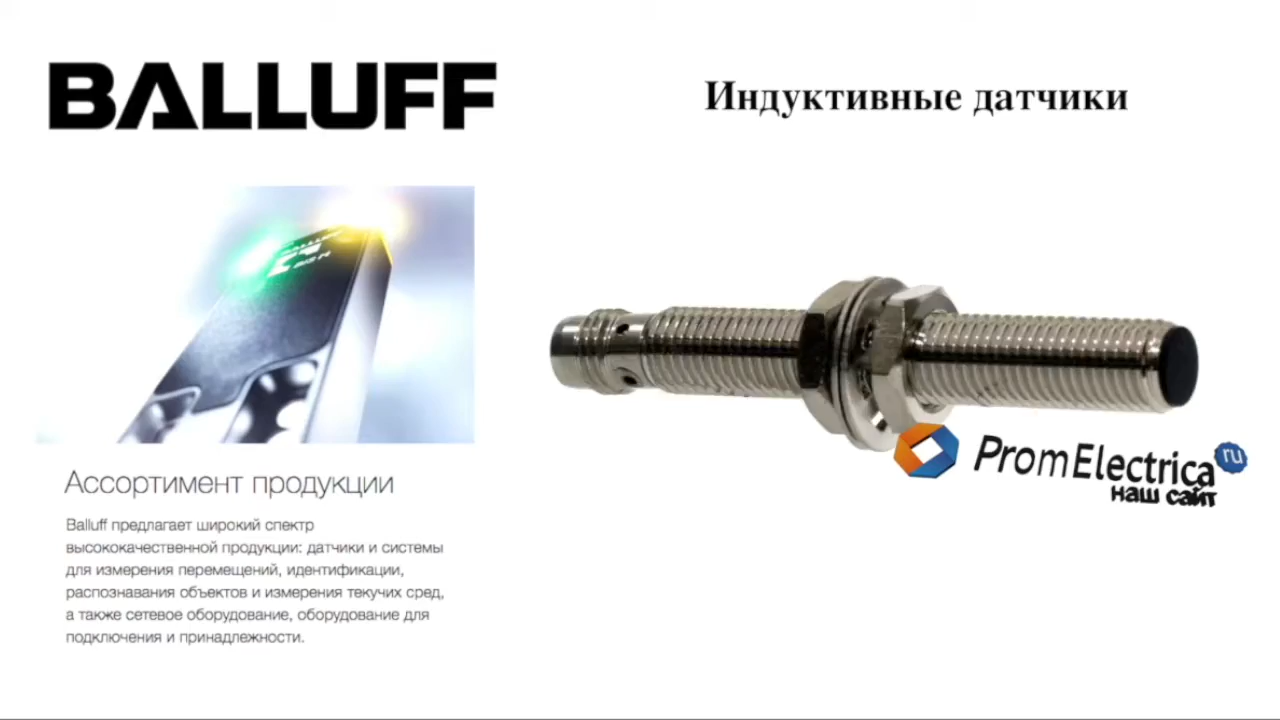 BALLUFF
Индуктивные датчики
BALLUFF
Ассортимент продукции
Balluff предлагает широкий спектр
высококачественной продукции: датчики и системы
для измерения перемещений, идентификации,
распознавания объектов и измерения текучих сред,
а также сетевое оборудование, оборудование для
подключения и принадлежности.
PromElectrica ru
наш сайт